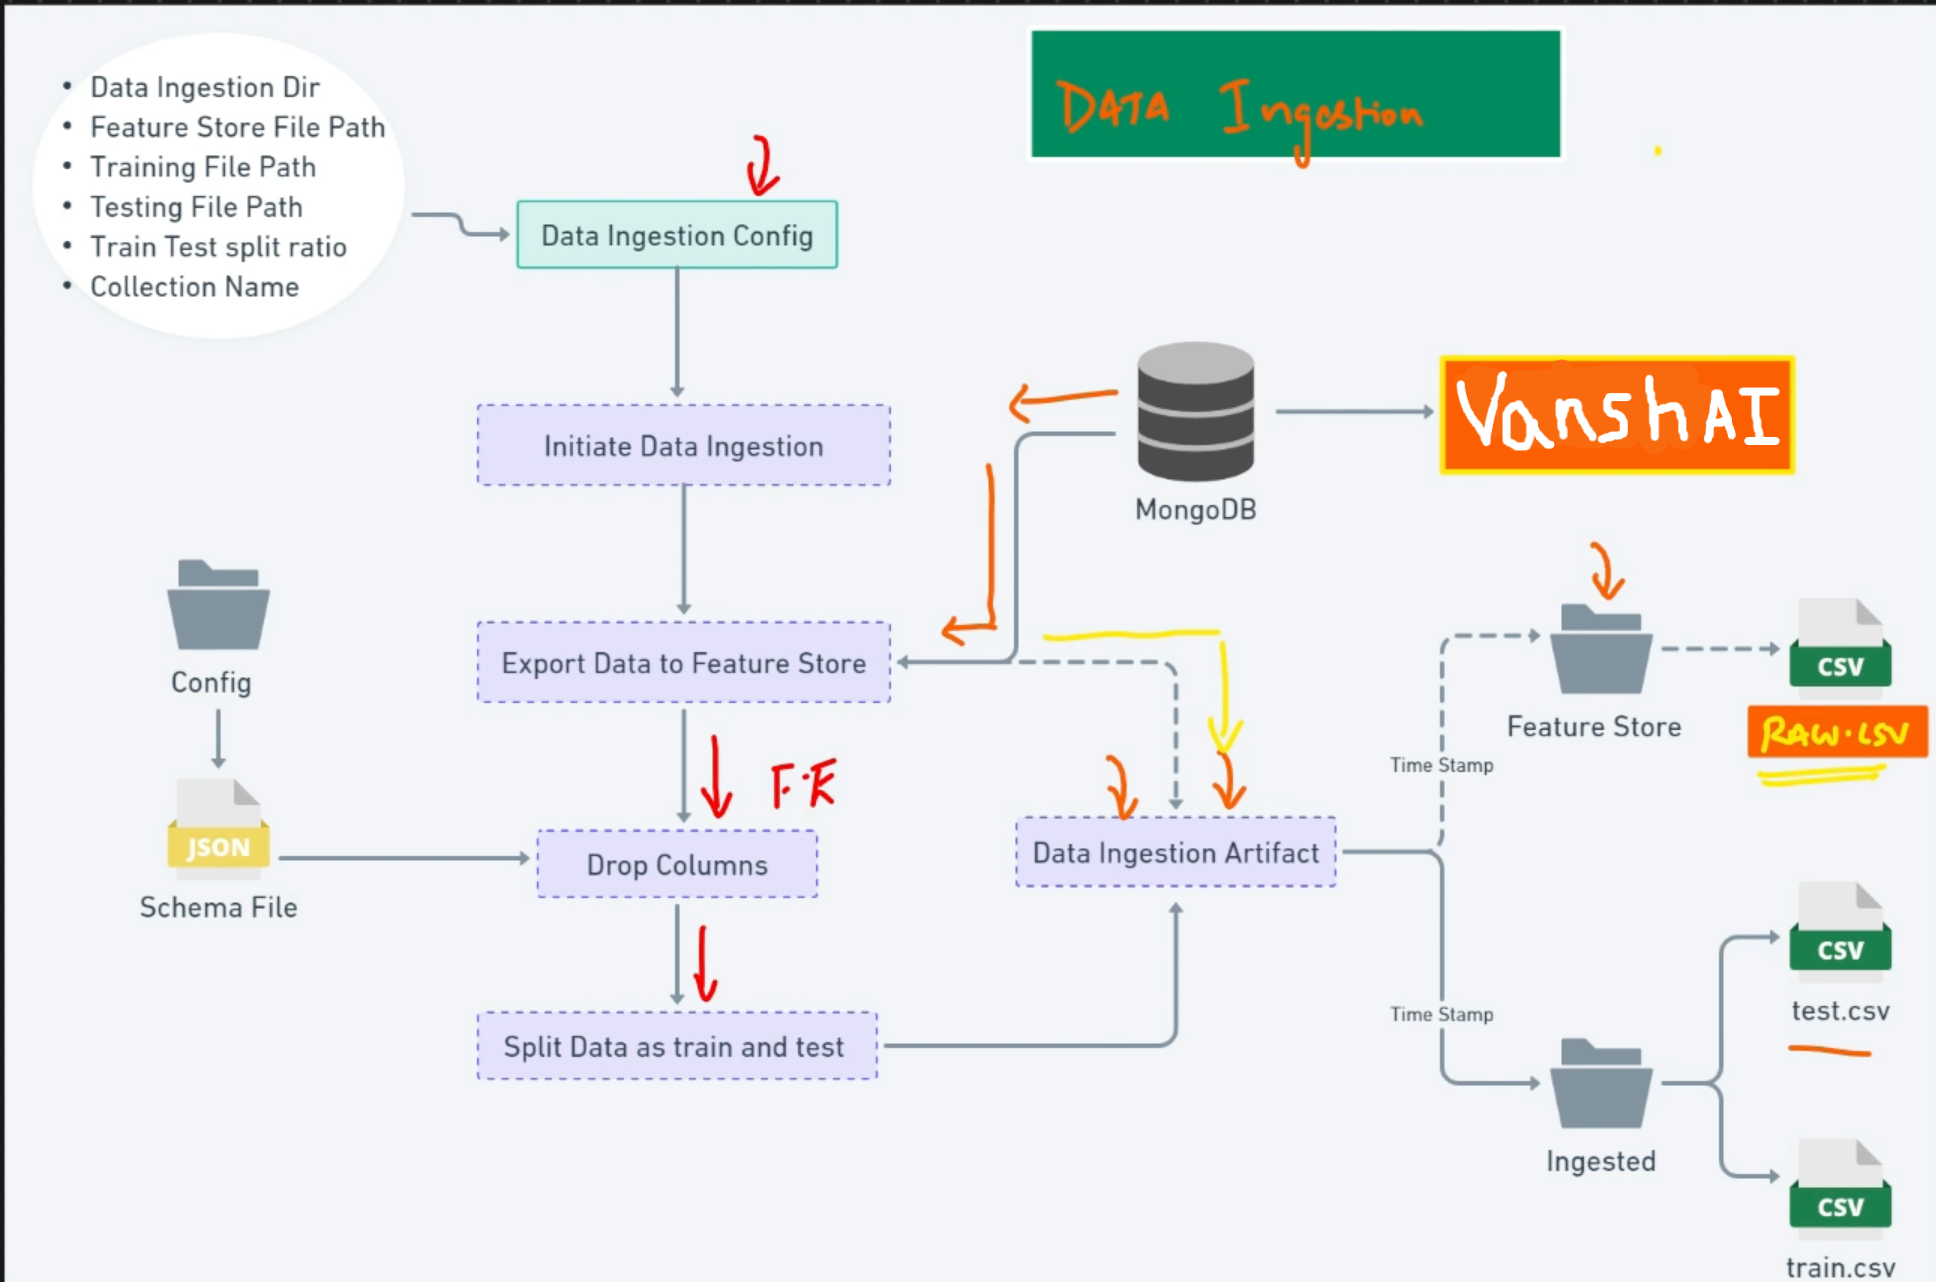 DATA Ingestion
• Data Ingestion Dir
• Feature Store File Path
• Training File Path
• Testing File Path
• Train Test split ratio
• Collection Name
Data Ingestion Config
Initiate Data Ingestion
MongoDB
VanshAI
Config
Export Data to Feature Store
Feature Store
CSV
RAW.CSV
Time Stamp
F.E
JSON
Schema File
Drop Columns
Data Ingestion Artifact
CSV
test.csv
Time Stamp
Split Data as train and test
Ingested
CSV
train.csv